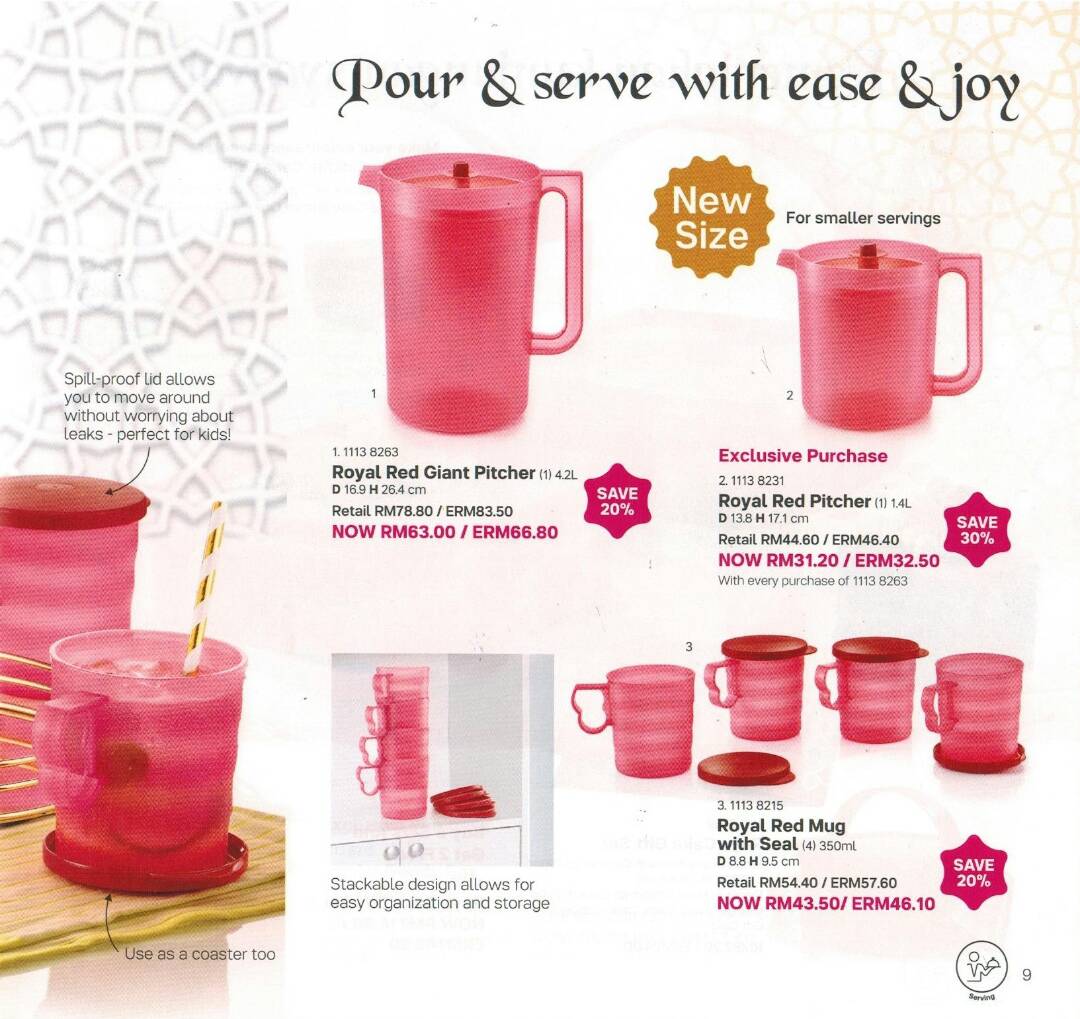 Pour & serve with ease & joy
New
Size
For smaller servings
Spill-proof lid allows
you to move around
without worrying about
leaks - perfect for kids!
1
2
1. 1113 8263
Royal Red Giant Pitcher (1) 4.2L
D 16.9 H 26.4 cm
Retail RM78.80 / ERM83.50
NOW RM63.00 / ERM66.80
SAVE
20%
Exclusive Purchase
2. 1113 8231
Royal Red Pitcher (1) 1.4L
D 13.8 H 17.1 cm
Retail RM44.60 / ERM46.40
NOW RM31.20 / ERM32.50
With every purchase of 1113 8263
SAVE
30%
3
3. 1113 8215
Royal Red Mug
with Seal (4) 350ml
D 8.8 H 9.5 cm
Retail RM54.40 / ERM57.60
NOW RM43.50/ ERM46.10
SAVE
20%
Stackable design allows for
easy organization and storage
Use as a coaster too
Serving
9